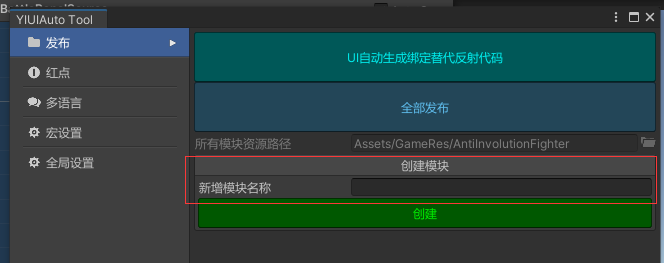 YIUIAuto Tool
发布
红点
多语言
宏设置
全局设置
UI自动生成绑定替代反射代码
全部发布
所有模块资源路径 Assets/GameRes/AntiInvolutionFighter
创建模块
新增模块名称
创建